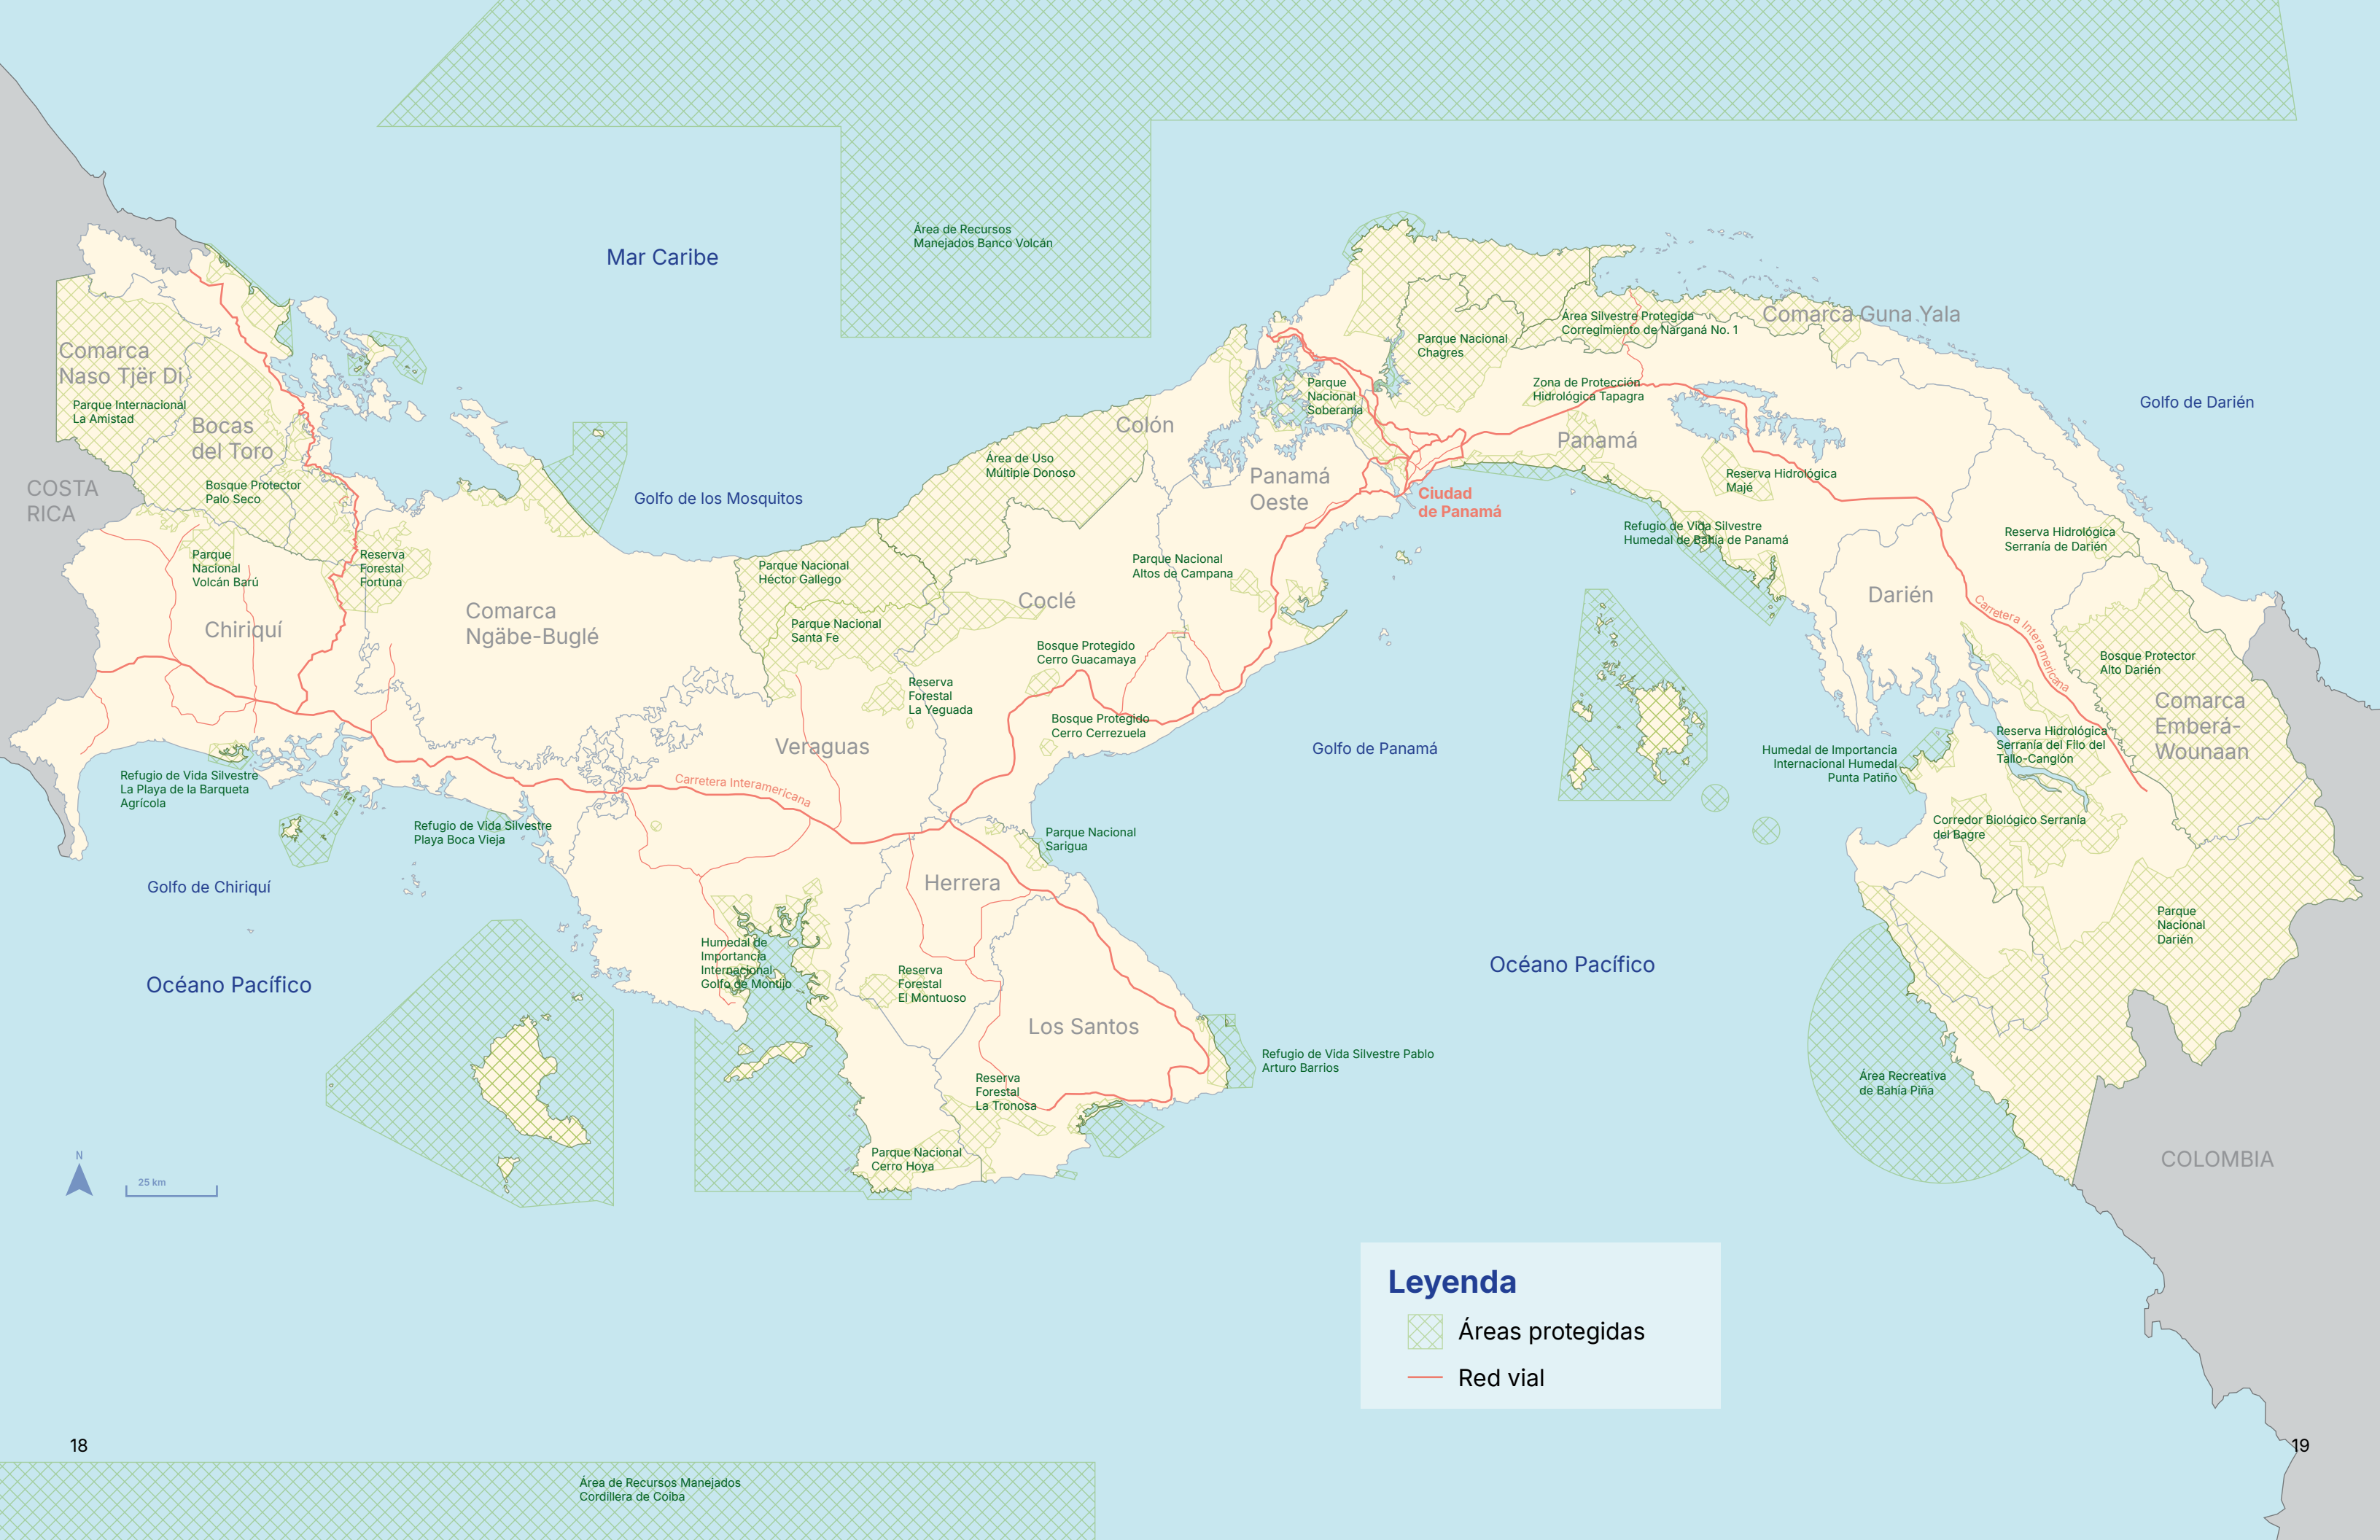 Área de Recursos
Manejados Banco Volcán
Mar Caribe
Comarca Guna Yala
Área Silvestre Protegida
Corregimiento de Narganá No. 1
Parque Nacional
Chagres
Comarca
Naso Tjër Di
Parque Internacional
La Amistad
Bocas
del Toro
Bosque Protector
Palo Seco
COSTA
RICA
Parque
Nacional
Soberanía
Zona de Protección
Hidrológica Tapagra
Golfo de Darién
Colón
Panamá
Área de Uso
Múltiple Donoso
Panamá
Oeste
Reserva Hidrológica
Majé
Golfo de los Mosquitos
Ciudad
de Panamá
Refugio de Vida Silvestre
Humedal de Bahía de Panamá
Reserva Hidrológica
Serranía de Darién
Parque
Nacional
Volcán Barú
Reserva
Forestal
Fortuna
Parque Nacional
Héctor Gallego
Parque Nacional
Altos de Campana
Chiriquí
Comarca
Ngäbe-Buglé
Coclé
Darién
Carretera Interamericana
Parque Nacional
Santa Fe
Bosque Protegido
Cerro Guacamaya
Bosque Protector
Alto Darién
Reserva
Forestal
La Yeguada
Comarca
Emberá-
Wounaan
Bosque Protegido
Cerro Cerrezuela
Veraguas
Golfo de Panamá
Reserva Hidrológica
Serranía del Filo del
Tallo-Canglón
Humedal de Importancia
Internacional Humedal
Punta Patiño
Refugio de Vida Silvestre
La Playa de la Barqueta
Agrícola
Carretera Interamericana
Refugio de Vida Silvestre
Playa Boca Vieja
Parque Nacional
Sarigua
Corredor Biológico Serranía
del Bagre
Golfo de Chiriquí
Herrera
Parque
Nacional
Darién
Humedal de
Importancia
Internacional
Golfo de Montijo
Océano Pacífico
Océano Pacífico
Reserva
Forestal
El Montuoso
Los Santos
Refugio de Vida Silvestre Pablo
Arturo Barrios
Reserva
Forestal
La Tronosa
Área Recreativa
de Bahía Piña
Parque Nacional
Cerro Hoya
COLOMBIA
N
25 km
Leyenda
Áreas protegidas
Red vial
18
19
Área de Recursos Manejados
Cordillera de Coiba